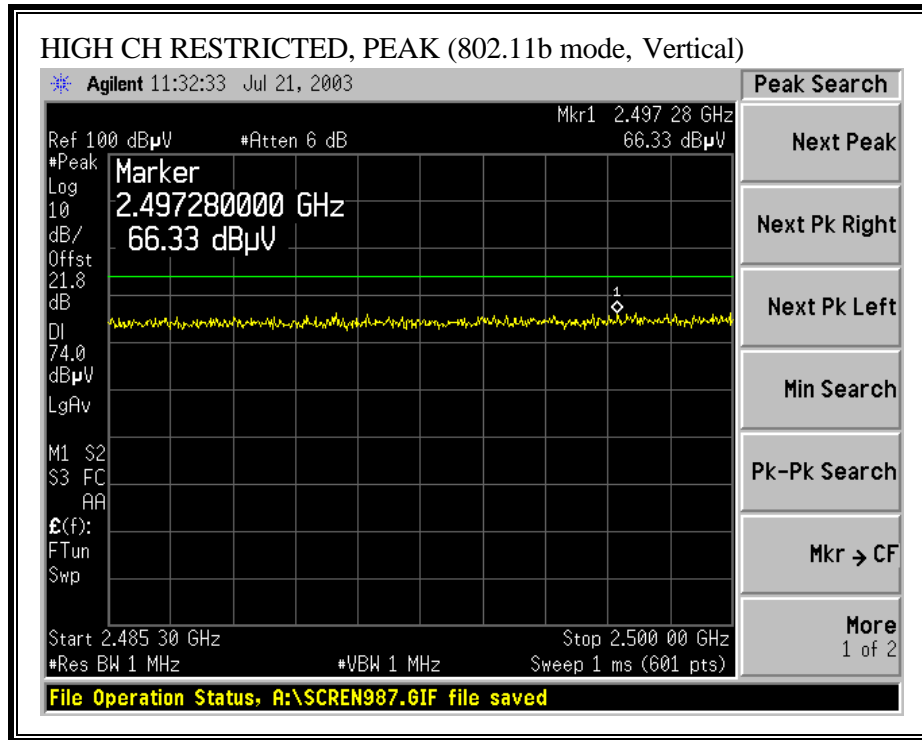 HIGH CH RESTRICTED, PEAK (802.11b mode, Vertical)
Agilent 11:32:33 Jul 21, 2003
Peak Search
Mkr1 2.497 28 GHz
Ref 100 dBµV #Atten 6 dB 66.33 dBµV
#Peak
Log
10
dB/
Offst
21.8
dB
DI
74.0
dBµV
LgAv
M1 S2
S3 FC
AA
£(f):
FTun
Swp
Marker
2.497280000 GHz
66.33 dBµV
1
Start 2.485 30 GHz Stop 2.500 00 GHz
#Res BW 1 MHz #VBW 1 MHz Sweep 1 ms (601 pts)
File Operation Status, A:\SCREN987.GIF file saved
Next Peak
Next Pk Right
Next Pk Left
Min Search
Pk-Pk Search
Mkr → CF
More
1 of 2